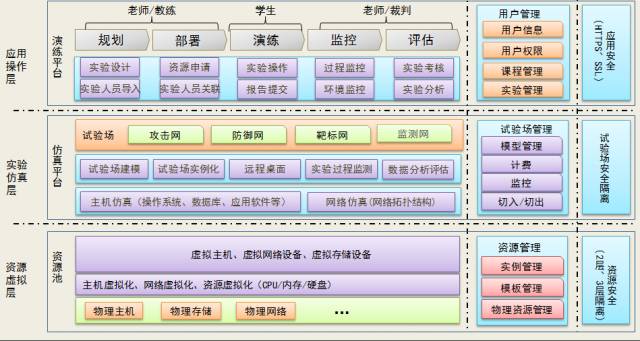 老师/教练 学生 老师/裁判
应用操作层
演练平台
规划 部署 演练 监控 评估
实验设计 资源申请 实验操作 过程监控 实验考核
实验人员导入 实验人员关联 报告提交 环境监控 实验分析
用户管理
用户信息
用户权限
课程管理
实验管理
应用安全(HTTPS、SSL)
实验仿真层
仿真平台
试验场 攻击网 防御网 靶标网 监测网
试验场建模 试验场实例化 远程桌面 实验过程监测 数据分析评估
主机仿真(操作系统、数据库、应用软件等) 网络仿真(网络拓扑结构)
试验场管理
模型管理
计费
监控
切入/切出
试验场安全隔离
资源虚拟层
资源池
虚拟主机、虚拟网络设备、虚拟存储设备
主机虚拟化、网络虚拟化、资源虚拟化(CPU/内存/硬盘)
物理主机 物理存储 物理网络 ...
资源管理
实例管理
模板管理
物理资源管理
资源安全(2层、3层隔离)